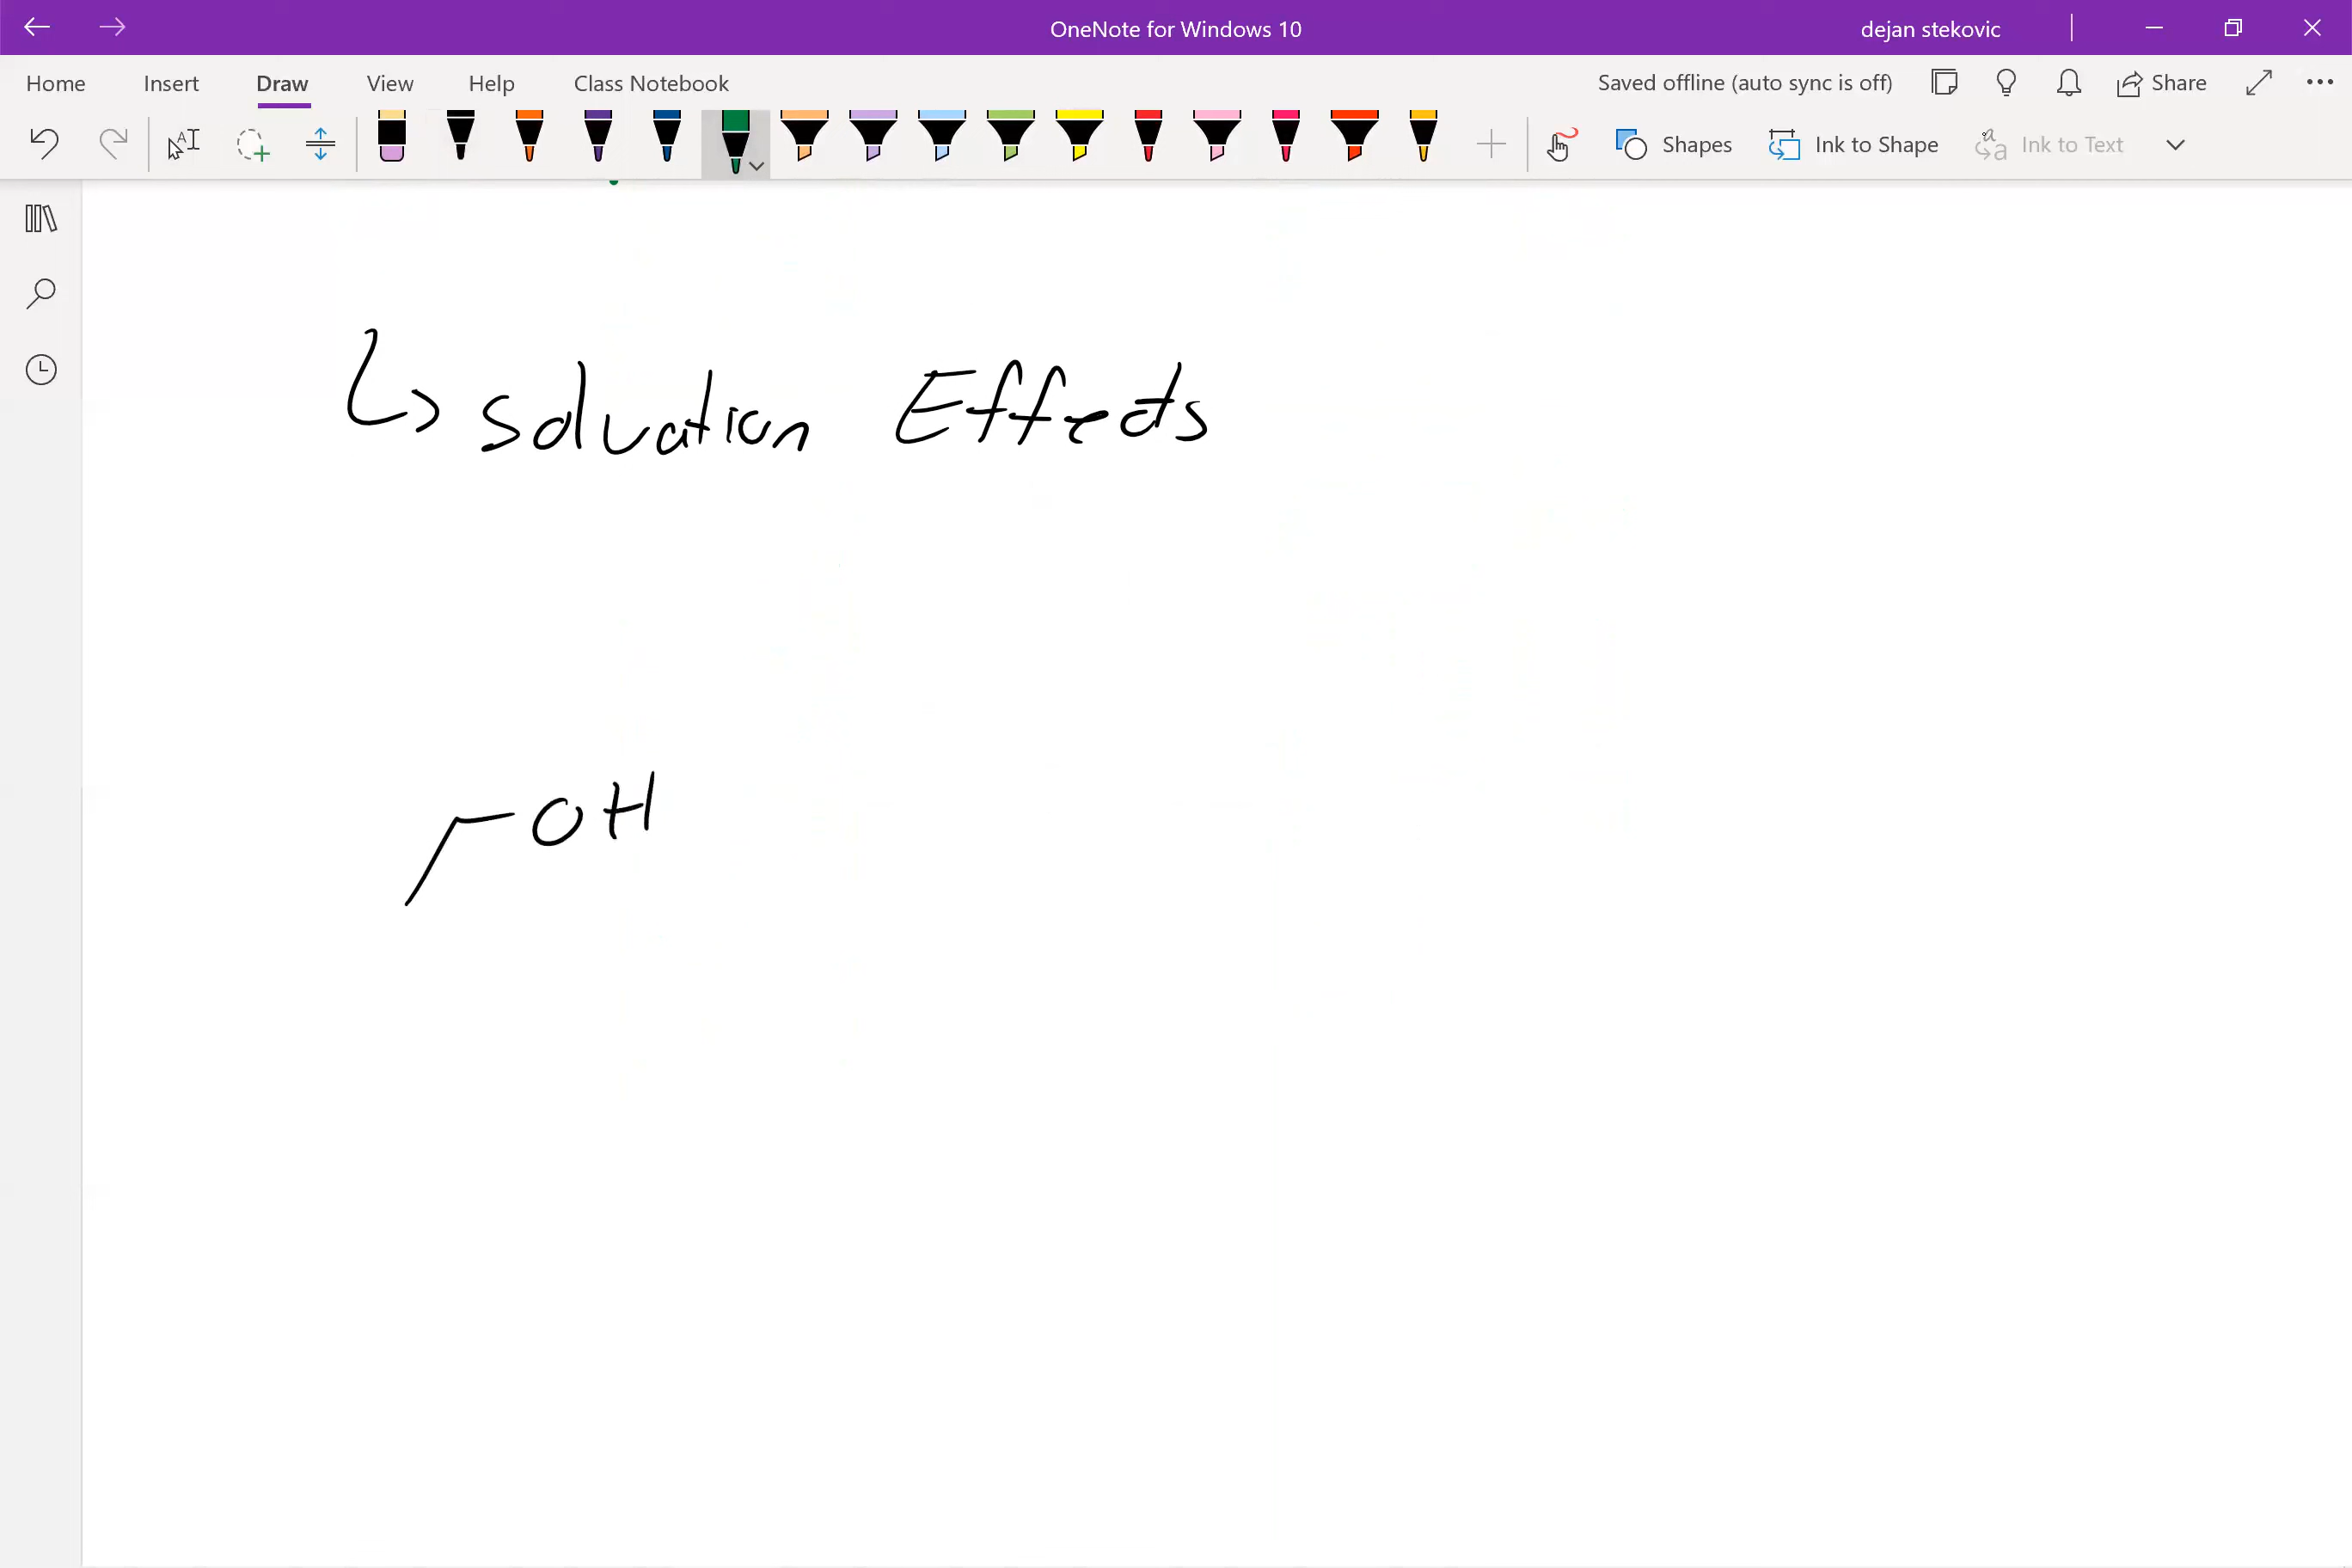 OneNote for Windows 10 dejan stekovic
Home Insert Draw View Help Class Notebook Saved offline (auto sync is off) Share
Shapes Ink to Shape Ink to Text
Solvation Effects
OH